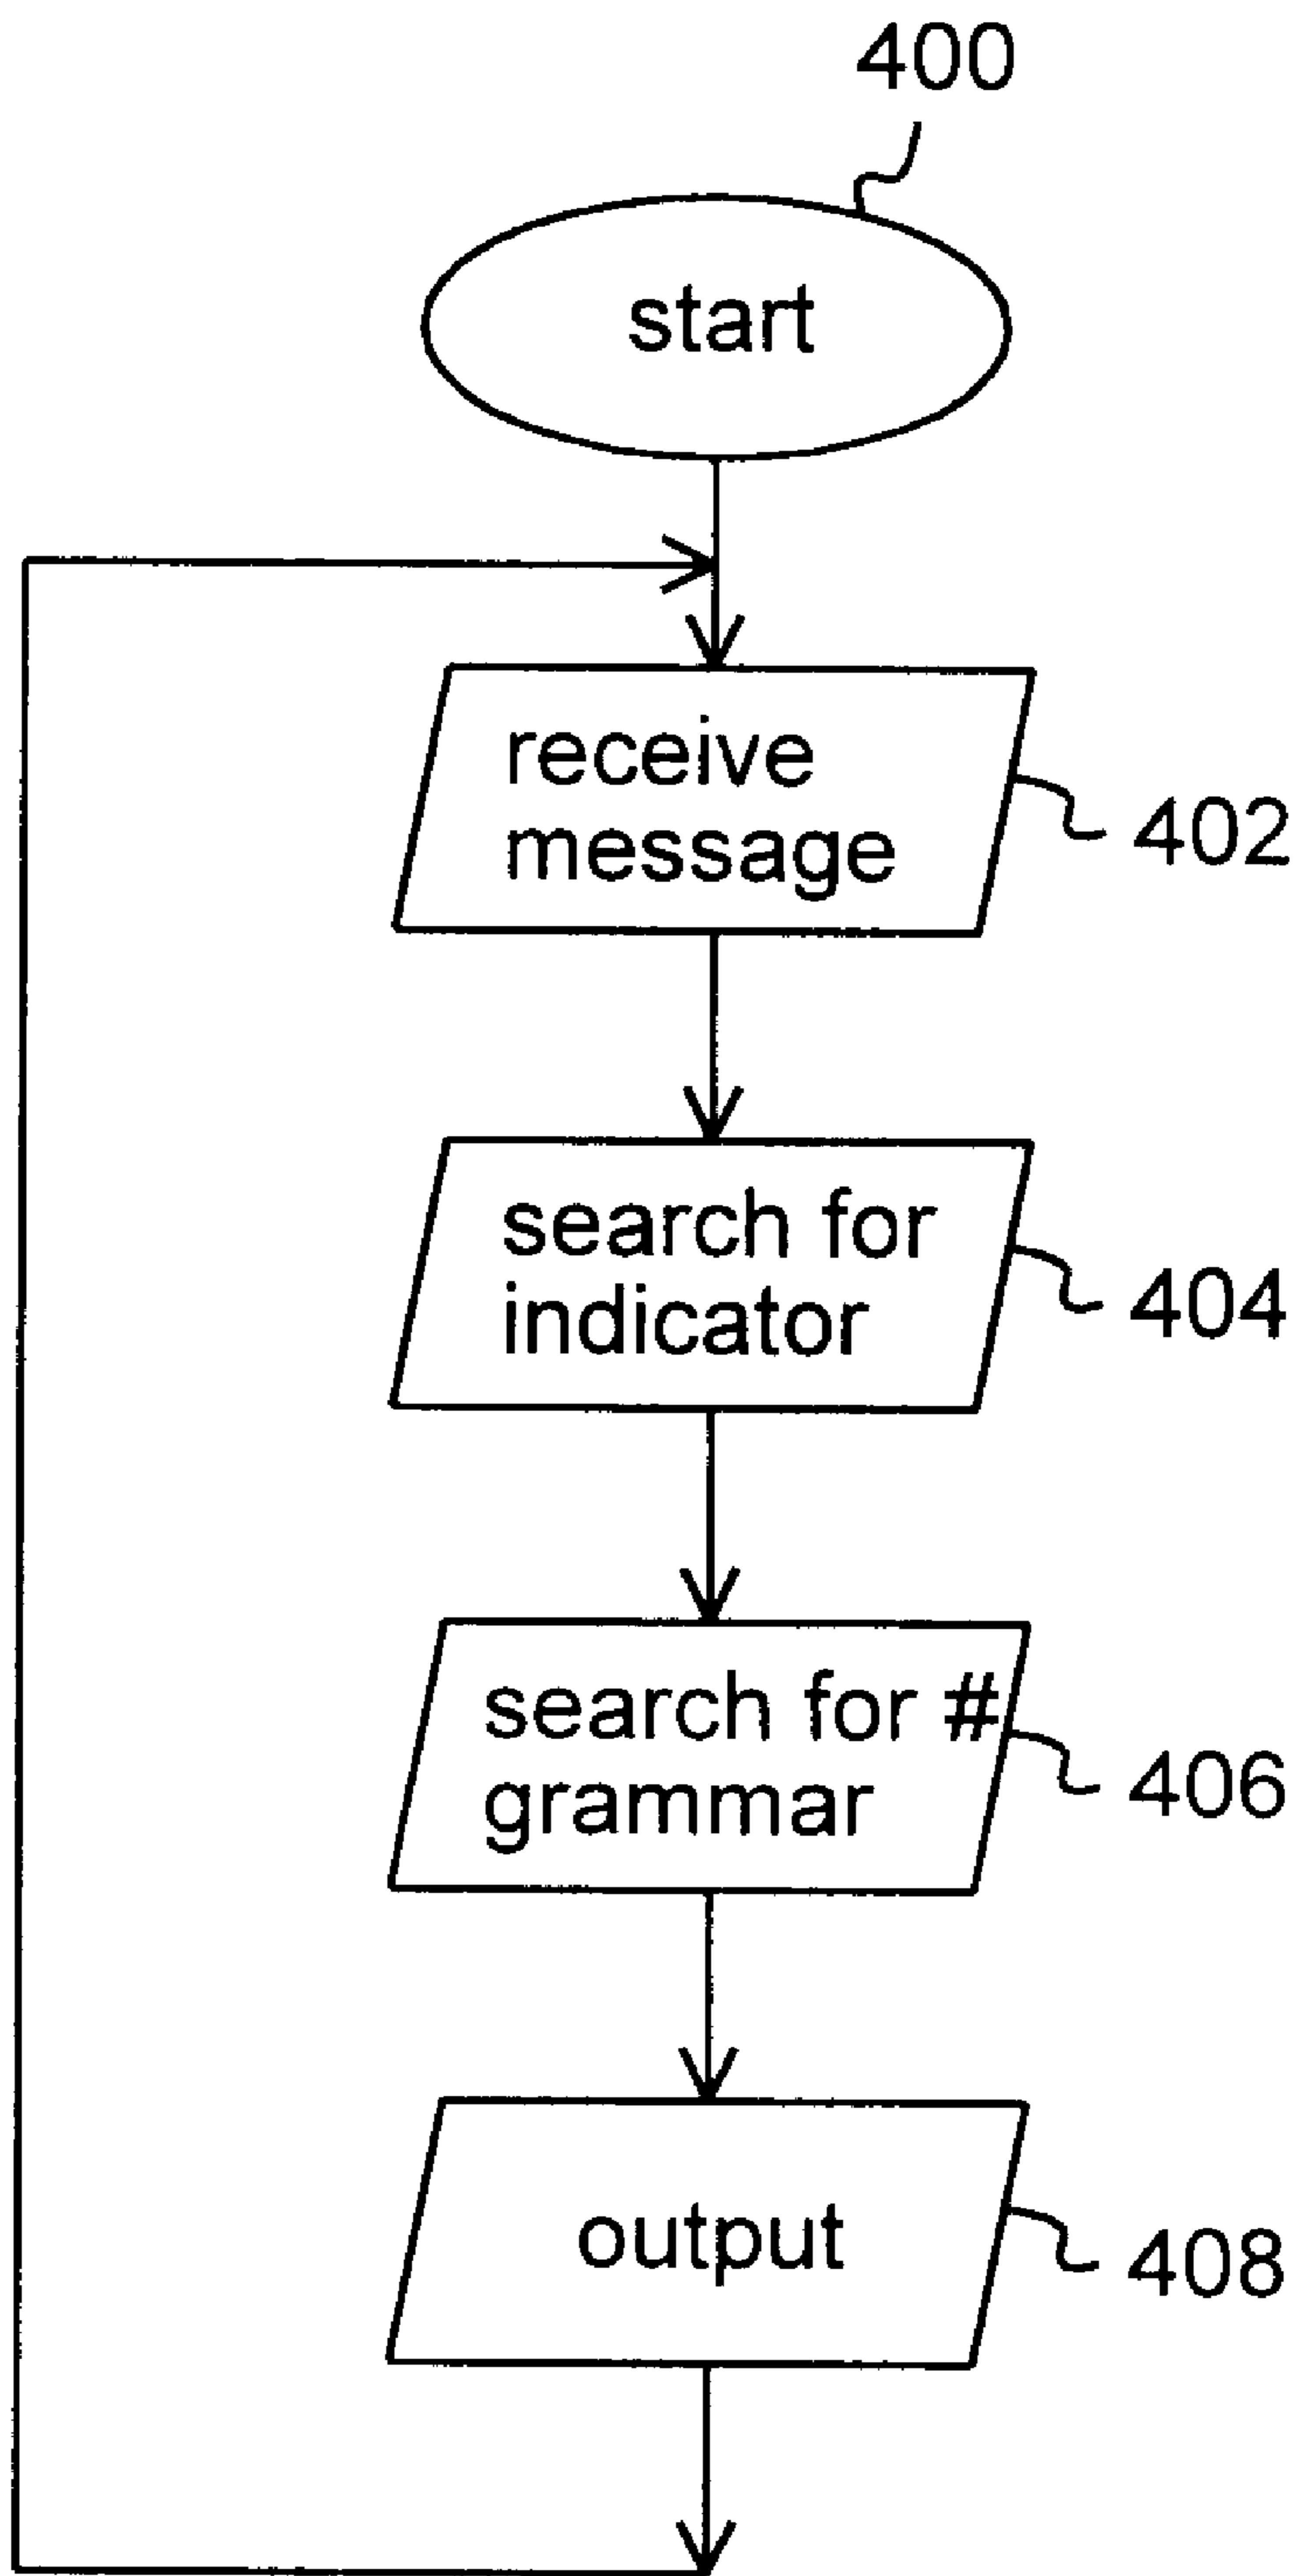 400
start
receive
message
402
search for
indicator
404
search for #
grammar
406
output
408